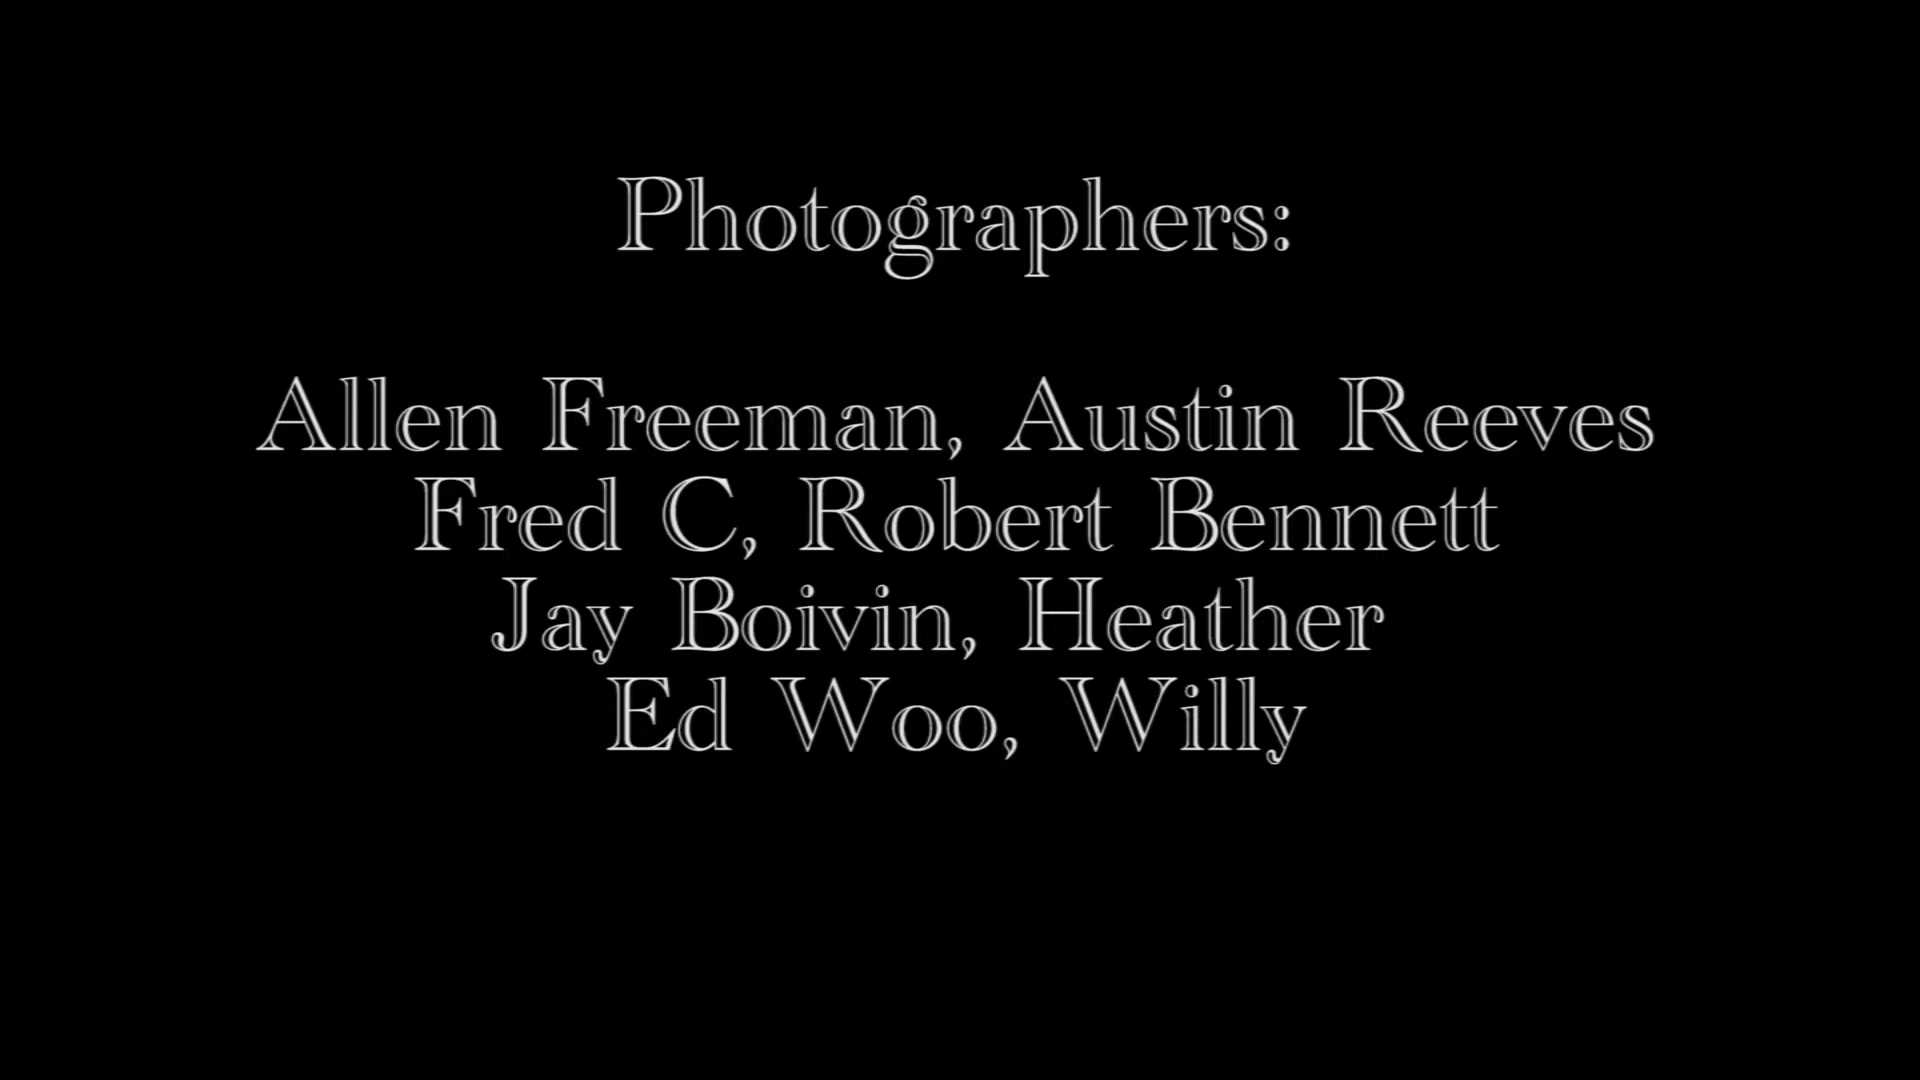 Photographers:
Allen Freeman, Austin Reeves
Fred C, Robert Bennett
Jay Boivin, Heather
Ed Woo, Willy